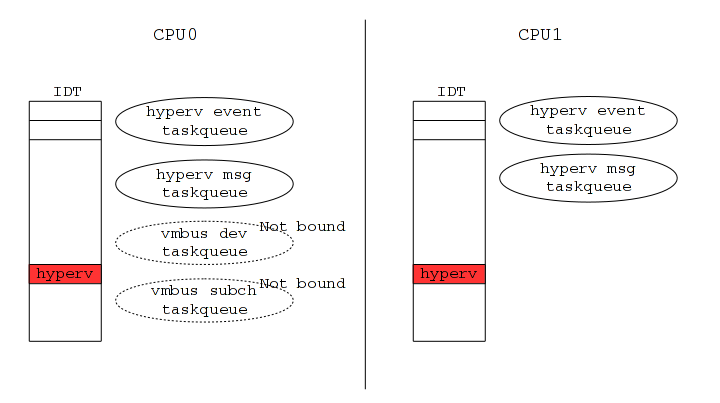 CPU0
IDT
hyperv event
taskqueue
hyperv msg
taskqueue
Not bound
vmbus dev
taskqueue
hyperv
Not bound
vmbus subch
taskqueue
CPU1
IDT
hyperv event
taskqueue
hyperv msg
taskqueue
hyperv